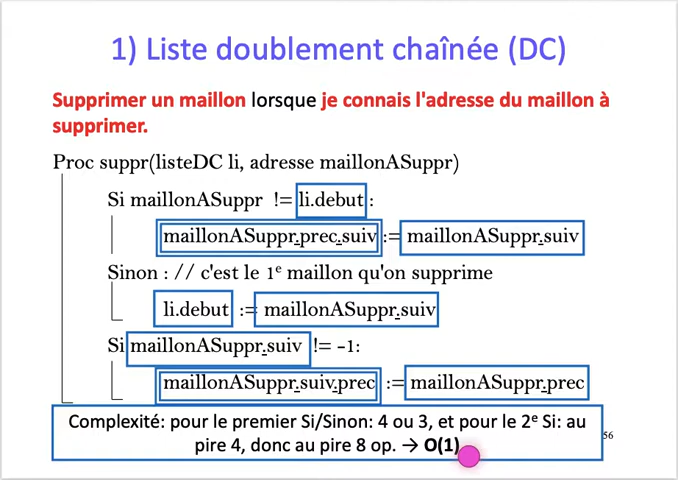 1) Liste doublement chaînée (DC)
Supprimer un maillon lorsque je connais l'adresse du maillon à
supprimer.
Proc suppr(listeDC li, adresse maillonASuppr)
Si maillonASuppr != li.debut :
maillonASuppr.prec.suiv := maillonASuppr.suiv
Sinon : // c'est le 1e maillon qu'on supprime
li.debut := maillonASuppr.suiv
Si maillonASuppr.suiv != -1:
maillonASuppr.suiv.prec := maillonASuppr.prec
Complexité: pour le premier Si/Sinon: 4 ou 3, et pour le 2e Si: au
pire 4, donc au pire 8 op. → O(1)
56